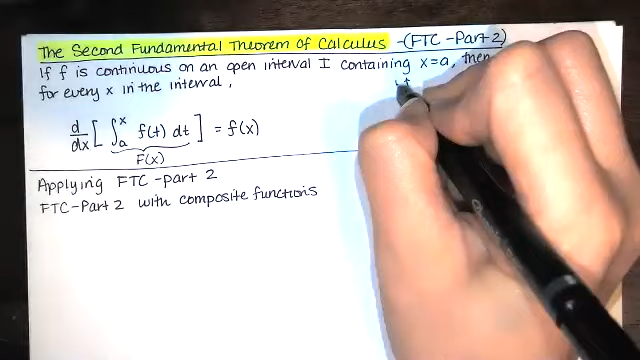 The Second Fundamental Theorem of Calculus - (FTC - Part 2)
If f is continuous on an open interval I containing x=a, then
for every x in the interval,
d/dx [ ∫_a^x f(t) dt ] = f(x)
F(x)
Applying FTC - part 2
FTC - Part 2 with composite functions